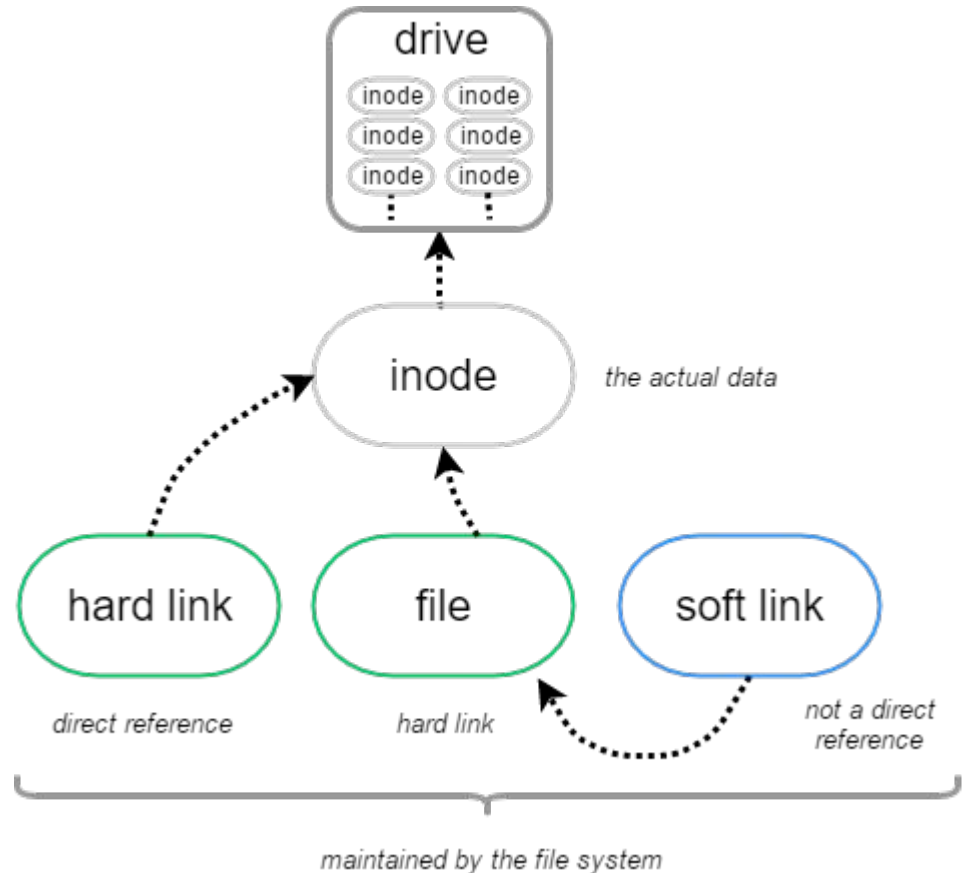 drive
inode inode
inode inode
inode inode
inode
the actual data
hard link
file
soft link
direct reference
hard link
not a direct
reference
maintained by the file system